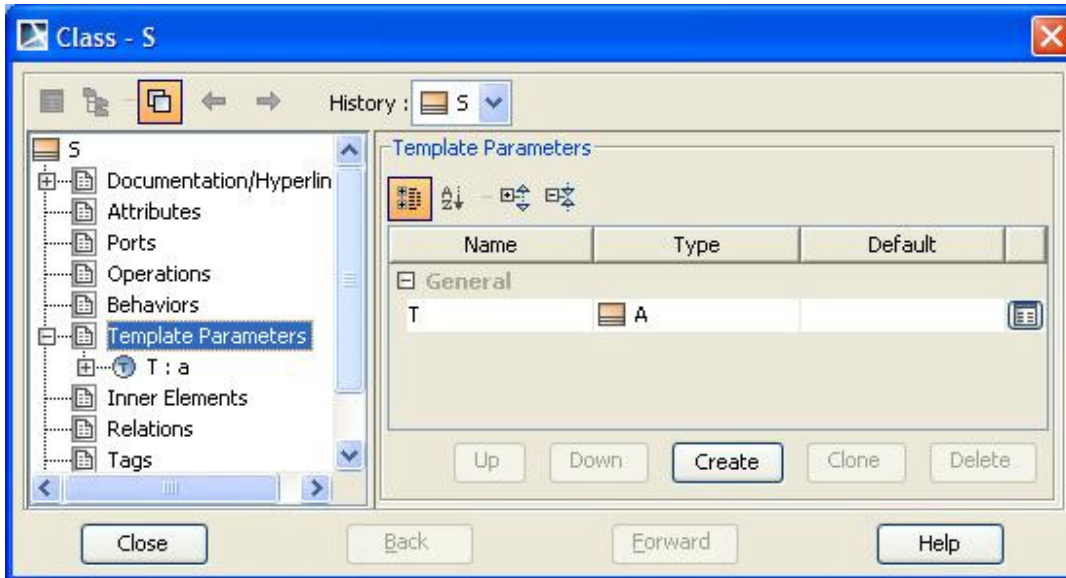 Class - S
History : S
S
Documentation/Hyperlin
Attributes
Ports
Operations
Behaviors
Template Parameters
T : a
Inner Elements
Relations
Tags
Template Parameters
Name Type Default
General
T A
Up Down Create Clone Delete
Close Back Forward Help